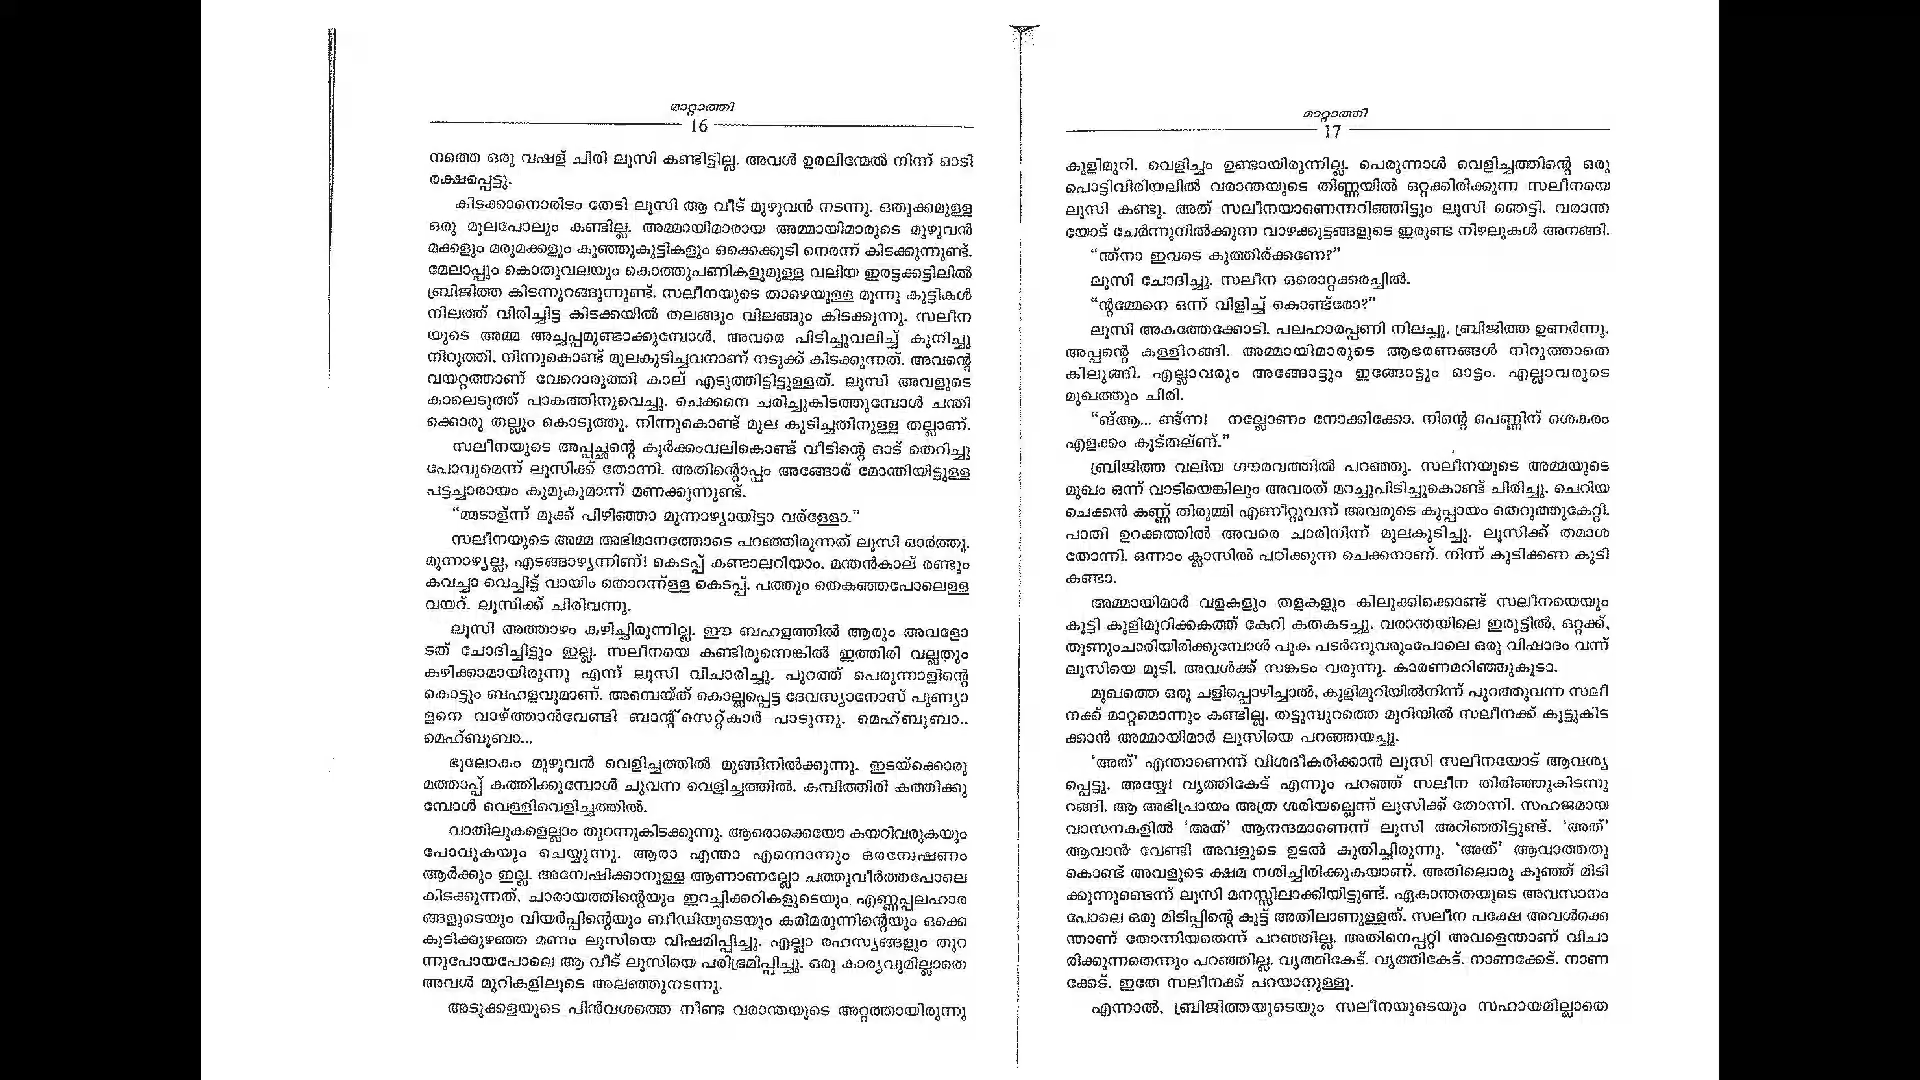 മാറ്റാത്തി
16
നത്തെ ഒരു വഷള് ചിരി ലൂസി കണ്ടിട്ടില്ല. അവൾ ഉരലിന്മേൽ നിന്ന് ഓടി
രക്ഷപ്പെട്ടു.
കിടക്കാനൊരിടം തേടി ലൂസി ആ വീട് മുഴുവൻ നടന്നു. ഒതുക്കമുള്ള
ഒരു മൂലപോലും കണ്ടില്ല. അമ്മായിമാരായ അമ്മായിമാരുടെ മുഴുവൻ
മക്കളും മരുമക്കളും കുഞ്ഞുകുട്ടികളും ഒക്കെക്കൂടി നെരന്ന് കിടക്കുന്നുണ്ട്.
മേലാപ്പും കൊതുവലയും കൊത്തുപണികളുമുള്ള വലിയ ഇരട്ടക്കട്ടിലിൽ
ബ്രിജിത്ത കിടന്നുറങ്ങുന്നുണ്ട്. സലീനയുടെ താഴെയുള്ള മൂന്നു കുട്ടികൾ
നിലത്ത് വിരിച്ചിട്ട കിടക്കയിൽ തലങ്ങും വിലങ്ങും കിടക്കുന്നു. സലീന
യുടെ അമ്മ അച്ചപ്പമുണ്ടാക്കുമ്പോൾ, അവരെ പിടിച്ചുവലിച്ച് കുനിച്ചു
നിറുത്തി, നിന്നുകൊണ്ട് മുലകുടിച്ചവനാണ് നടുക്ക് കിടക്കുന്നത്. അവന്റെ
വയറ്റത്താണ് വേറൊരുത്തി കാല് എടുത്തിട്ടിട്ടുള്ളത്. ലൂസി അവളുടെ
കാലെടുത്ത് പാകത്തിനുവെച്ചു. ചെക്കനെ ചരിച്ചുകിടത്തുമ്പോൾ ചന്തി
ക്കൊരു തല്ലും കൊടുത്തു. നിന്നുകൊണ്ട് മുല കുടിച്ചതിനുള്ള തല്ലാണ്.
സലീനയുടെ അപ്പച്ഛന്റെ കൂർക്കംവലികൊണ്ട് വീടിന്റെ ഓട് തെറിച്ചു
പോവുമെന്ന് ലൂസിക്ക് തോന്നി. അതിന്റൊപ്പം അങ്ങോര് മോന്തിയിട്ടുള്ള
പട്ടച്ചാരായം കുമുകുമാന്ന് മണക്കുന്നുണ്ട്.
“മ്മടാള്ന്ന് മൂക്ക് പിഴിഞ്ഞാ മൂന്നാഴ്യായിട്ടാ വര്ള്ളോ.”
സലീനയുടെ അമ്മ അഭിമാനത്തോടെ പറഞ്ഞിരുന്നത് ലൂസി ഓർത്തു.
മൂന്നാഴ്യല്ല, എടങ്ങാഴ്യന്നിണ്! കെടപ്പ് കണ്ടാലറിയാം. മന്തൻകാല് രണ്ടും
കവച്ചാ വെച്ചിട്ട് വായിം തൊറന്ന്ള്ള കെടപ്പ്. പത്തും തെകഞ്ഞപോലെള്ള
വയറ്. ലൂസിക്ക് ചിരിവന്നു.
ലൂസി അത്താഴം കഴിച്ചിരുന്നില്ല. ഈ ബഹളത്തിൽ ആരും അവളോ
ടത് ചോദിച്ചിട്ടും ഇല്ല. സലീനയെ കണ്ടിരുന്നെങ്കിൽ ഇത്തിരി വല്ലതും
കഴിക്കാമായിരുന്നു എന്ന് ലൂസി വിചാരിച്ചു. പുറത്ത് പെരുന്നാളിന്റെ
കൊട്ടും ബഹളവുമാണ്. അമ്പെയ്ത് കൊല്ലപ്പെട്ട ദേവസ്യാനോസ് പുണ്യാ
ളനെ വാഴ്ത്താൻവേണ്ടി ബാന്റ്സെറ്റ്കാർ പാടുന്നു. മെഹ്ബൂബാ..
മെഹ്ബൂബാ...
ഭൂലോകം മുഴുവൻ വെളിച്ചത്തിൽ മുങ്ങിനിൽക്കുന്നു. ഇടയ്ക്കൊരു
മത്താപ്പ് കത്തിക്കുമ്പോൾ ചുവന്ന വെളിച്ചത്തിൽ. കമ്പിത്തിരി കത്തിക്കു
മ്പോൾ വെള്ളിവെളിച്ചത്തിൽ.
വാതിലുകളെല്ലാം തുറന്നുകിടക്കുന്നു. ആരൊക്കെയോ കയറിവരുകയും
പോവുകയും ചെയ്യുന്നു. ആരാ എന്താ എന്നൊന്നും ഒരന്വേഷണം
ആർക്കും ഇല്ല. അന്വേഷിക്കാനുള്ള ആണാണല്ലോ ചത്തുവീർത്തപോലെ
കിടക്കുന്നത്. ചാരായത്തിന്റെയും ഇറച്ചിക്കറികളുടെയും, എണ്ണപ്പലഹാര
ങ്ങളുടെയും വിയർപ്പിന്റെയും ബീഡിയുടെയും കരിമരുന്നിന്റെയും ഒക്കെ
കൂടിക്കുഴഞ്ഞ മണം ലൂസിയെ വിഷമിപ്പിച്ചു. എല്ലാ രഹസ്യങ്ങളും തുറ
ന്നുപോയപോലെ ആ വീട് ലൂസിയെ പരിഭ്രമിപ്പിച്ചു. ഒരു കാര്യവുമില്ലാതെ
അവൾ മുറികളിലൂടെ അലഞ്ഞുനടന്നു.
അടുക്കളയുടെ പിൻവശത്തെ നീണ്ട വരാന്തയുടെ അറ്റത്തായിരുന്നു
മാറ്റാത്തി
17
കുളിമുറി. വെളിച്ചം ഉണ്ടായിരുന്നില്ല. പെരുന്നാൾ വെളിച്ചത്തിന്റെ ഒരു
പൊട്ടിവിരിയലിൽ വരാന്തയുടെ തിണ്ണയിൽ ഒറ്റക്കിരിക്കുന്ന സലീനയെ
ലൂസി കണ്ടു. അത് സലീനയാണെന്നറിഞ്ഞിട്ടും ലൂസി ഞെട്ടി. വരാന്ത
യോട് ചേർന്നുനിൽക്കുന്ന വാഴക്കൂട്ടങ്ങളുടെ ഇരുണ്ട നിഴലുകൾ അനങ്ങി.
“ന്ത്നാ ഇവടെ കുത്തിര്ക്കണേ?”
ലൂസി ചോദിച്ചു. സലീന ഒരൊറ്റക്കരച്ചിൽ.
“ന്റമ്മേനെ ഒന്ന് വിളിച്ച് കൊണ്ട്രോ?”
ലൂസി അകത്തേക്കോടി. പലഹാരപ്പണി നിലച്ചു. ബ്രിജിത്ത ഉണർന്നു.
അപ്പന്റെ കള്ളിറങ്ങി. അമ്മായിമാരുടെ ആഭരണങ്ങൾ നിറുത്താതെ
കിലുങ്ങി. എല്ലാവരും അങ്ങോട്ടും ഇങ്ങോട്ടും ഓട്ടം. എല്ലാവരുടെ
മുഖത്തും ചിരി.
“ങ്ആ... ണ്ട്ന്ന! നല്ലോണം നോക്കിക്കോ. നിന്റെ പെണ്ണിന് ശെകരം
എളക്കം കൂട്തല്ണ്.”
ബ്രിജിത്ത വലിയ ഗൗരവത്തിൽ പറഞ്ഞു. സലീനയുടെ അമ്മയുടെ
മുഖം ഒന്ന് വാടിയെങ്കിലും അവരത് മറച്ചുപിടിച്ചുകൊണ്ട് ചിരിച്ചു. ചെറിയ
ചെക്കൻ കണ്ണ് തിരുമ്മി എണീറ്റുവന്ന് അവരുടെ കുപ്പായം തെറുത്തുകേറ്റി.
പാതി ഉറക്കത്തിൽ അവരെ ചാരിനിന്ന് മുലകുടിച്ചു. ലൂസിക്ക് തമാശ
തോന്നി. ഒന്നാം ക്ലാസിൽ പഠിക്കുന്ന ചെക്കനാണ്. നിന്ന് കുടിക്കണ കുടി
കണ്ടാ.
അമ്മായിമാർ വളകളും തളകളും കിലുക്കിക്കൊണ്ട് സലീനയെയും
കൂട്ടി കുളിമുറിക്കകത്ത് കേറി കതകടച്ചു. വരാന്തയിലെ ഇരുട്ടിൽ, ഒറ്റക്ക്,
തൂണുംചാരിയിരിക്കുമ്പോൾ പുക പടർന്നുവരുംപോലെ ഒരു വിഷാദം വന്ന്
ലൂസിയെ മൂടി. അവൾക്ക് സങ്കടം വരുന്നു. കാരണമറിഞ്ഞുകൂടാ.
മുഖത്തെ ഒരു ചളിപ്പൊഴിച്ചാൽ, കുളിമുറിയിൽനിന്ന് പുറത്തുവന്ന സലീ
നക്ക് മാറ്റമൊന്നും കണ്ടില്ല. തട്ടുമ്പുറത്തെ മുറിയിൽ സലീനക്ക് കൂട്ടുകിട
ക്കാൻ അമ്മായിമാർ ലൂസിയെ പറഞ്ഞയച്ചു.
‘അത്’ എന്താണെന്ന് വിശദീകരിക്കാൻ ലൂസി സലീനയോട് ആവശ്യ
പ്പെട്ടു. അയ്യേ! വൃത്തികേട് എന്നും പറഞ്ഞ് സലീന തിരിഞ്ഞുകിടന്നു
റങ്ങി. ആ അഭിപ്രായം അത്ര ശരിയല്ലെന്ന് ലൂസിക്ക് തോന്നി. സഹജമായ
വാസനകളിൽ ‘അത്’ ആനന്ദമാണെന്ന് ലൂസി അറിഞ്ഞിട്ടുണ്ട്. ‘അത്’
ആവാൻ വേണ്ടി അവളുടെ ഉടൽ കുതിച്ചിരുന്നു. ‘അത്’ ആവാത്തതു
കൊണ്ട് അവളുടെ ക്ഷമ നശിച്ചിരിക്കുകയാണ്. അതിലൊരു കുഞ്ഞ് മിടി
ക്കുന്നുണ്ടെന്ന് ലൂസി മനസ്സിലാക്കിയിട്ടുണ്ട്. ഏകാന്തതയുടെ അവസാനം
പോലെ ഒരു മിടിപ്പിന്റെ കൂട്ട് അതിലാണുള്ളത്. സലീന പക്ഷേ അവൾക്കെ
ന്താണ് തോന്നിയതെന്ന് പറഞ്ഞില്ല. അതിനെപ്പറ്റി അവളെന്താണ് വിചാ
രിക്കുന്നതെന്നും പറഞ്ഞില്ല. വൃത്തികേട്. വൃത്തികേട്. നാണക്കേട്. നാണ
ക്കേട്. ഇതേ സലീനക്ക് പറയാനുള്ളൂ.
എന്നാൽ, ബ്രിജിത്തയുടെയും സലീനയുടെയും സഹായമില്ലാതെ